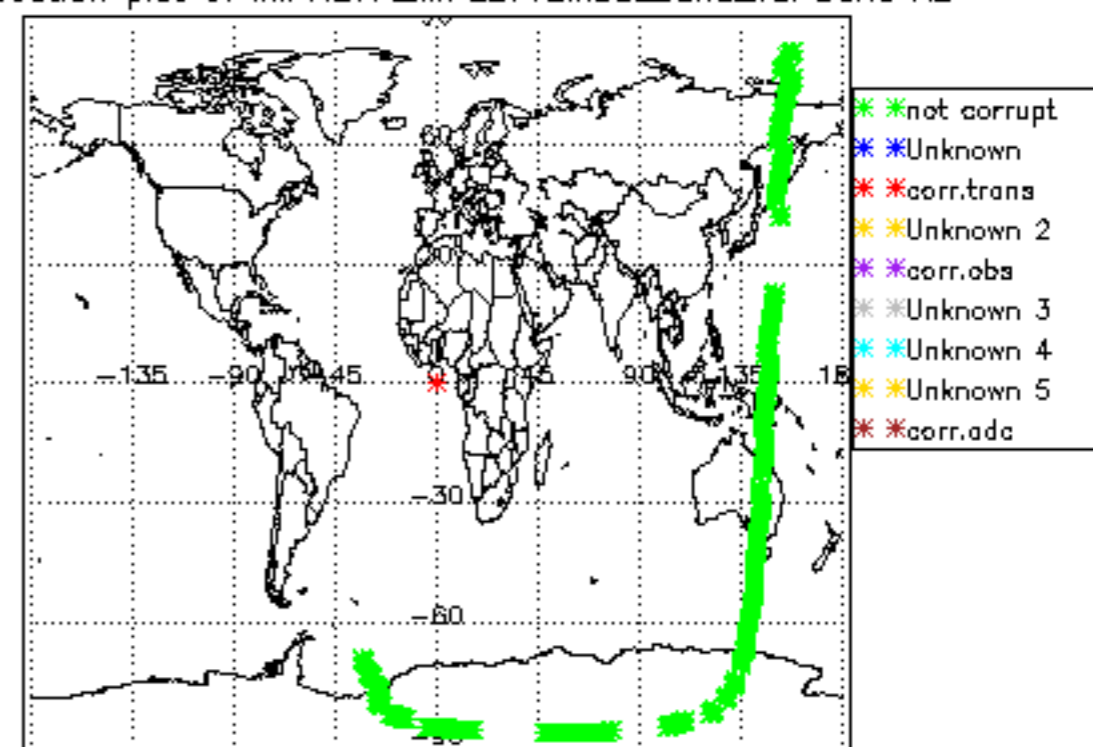 not corrupt
Unknown
corr.trans
Unknown 2
corr.obs
Unknown 3
Unknown 4
Unknown 5
corr.adc
60
-135 -90 45 90 135
-30
-60